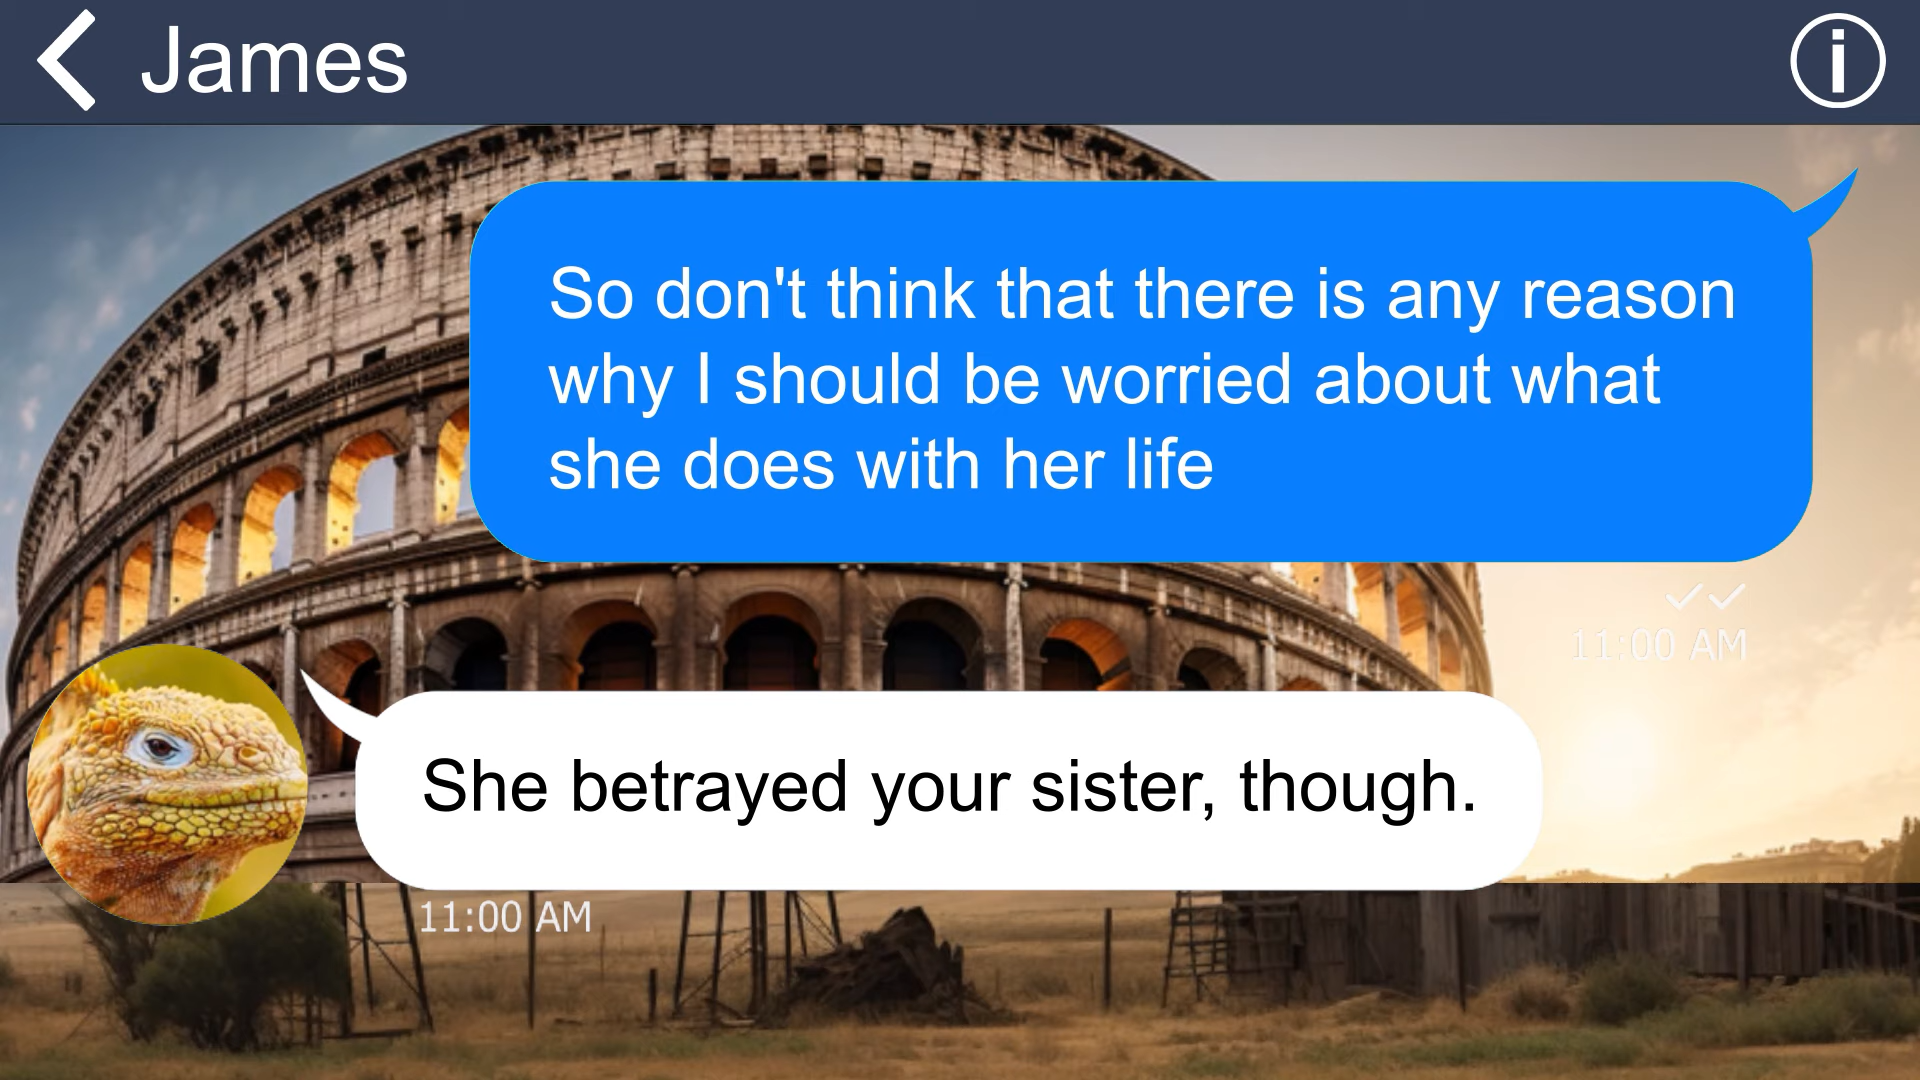 James
So don't think that there is any reason
why I should be worried about what
she does with her life
11:00 AM
She betrayed your sister, though.
11:00 AM